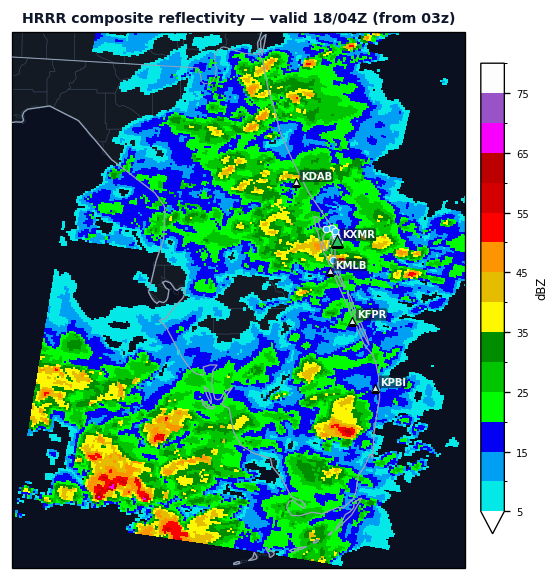 HRRR composite reflectivity — valid 18/04Z (from 03z)
KDAB
KXMR
KMLB
KFPR
KPBI
75
65
55
45
35
25
15
5
dBZ